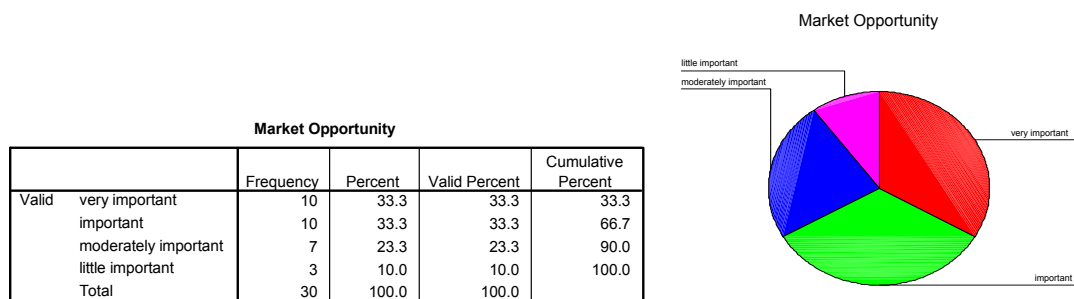 Market Opportunity
Frequency Percent Valid Percent Cumulative Percent
Valid very important 10 33.3 33.3 33.3
important 10 33.3 33.3 66.7
moderately important 7 23.3 23.3 90.0
little important 3 10.0 10.0 100.0
Total 30 100.0 100.0
Market Opportunity
little important
moderately important
very important
important